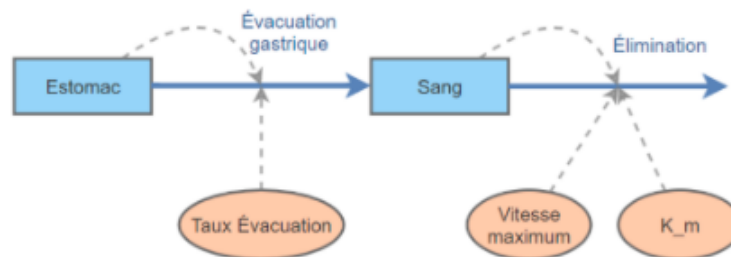 Évacuation
gastrique
Élimination
Estomac
Sang
Taux Évacuation
Vitesse
maximum
K_m